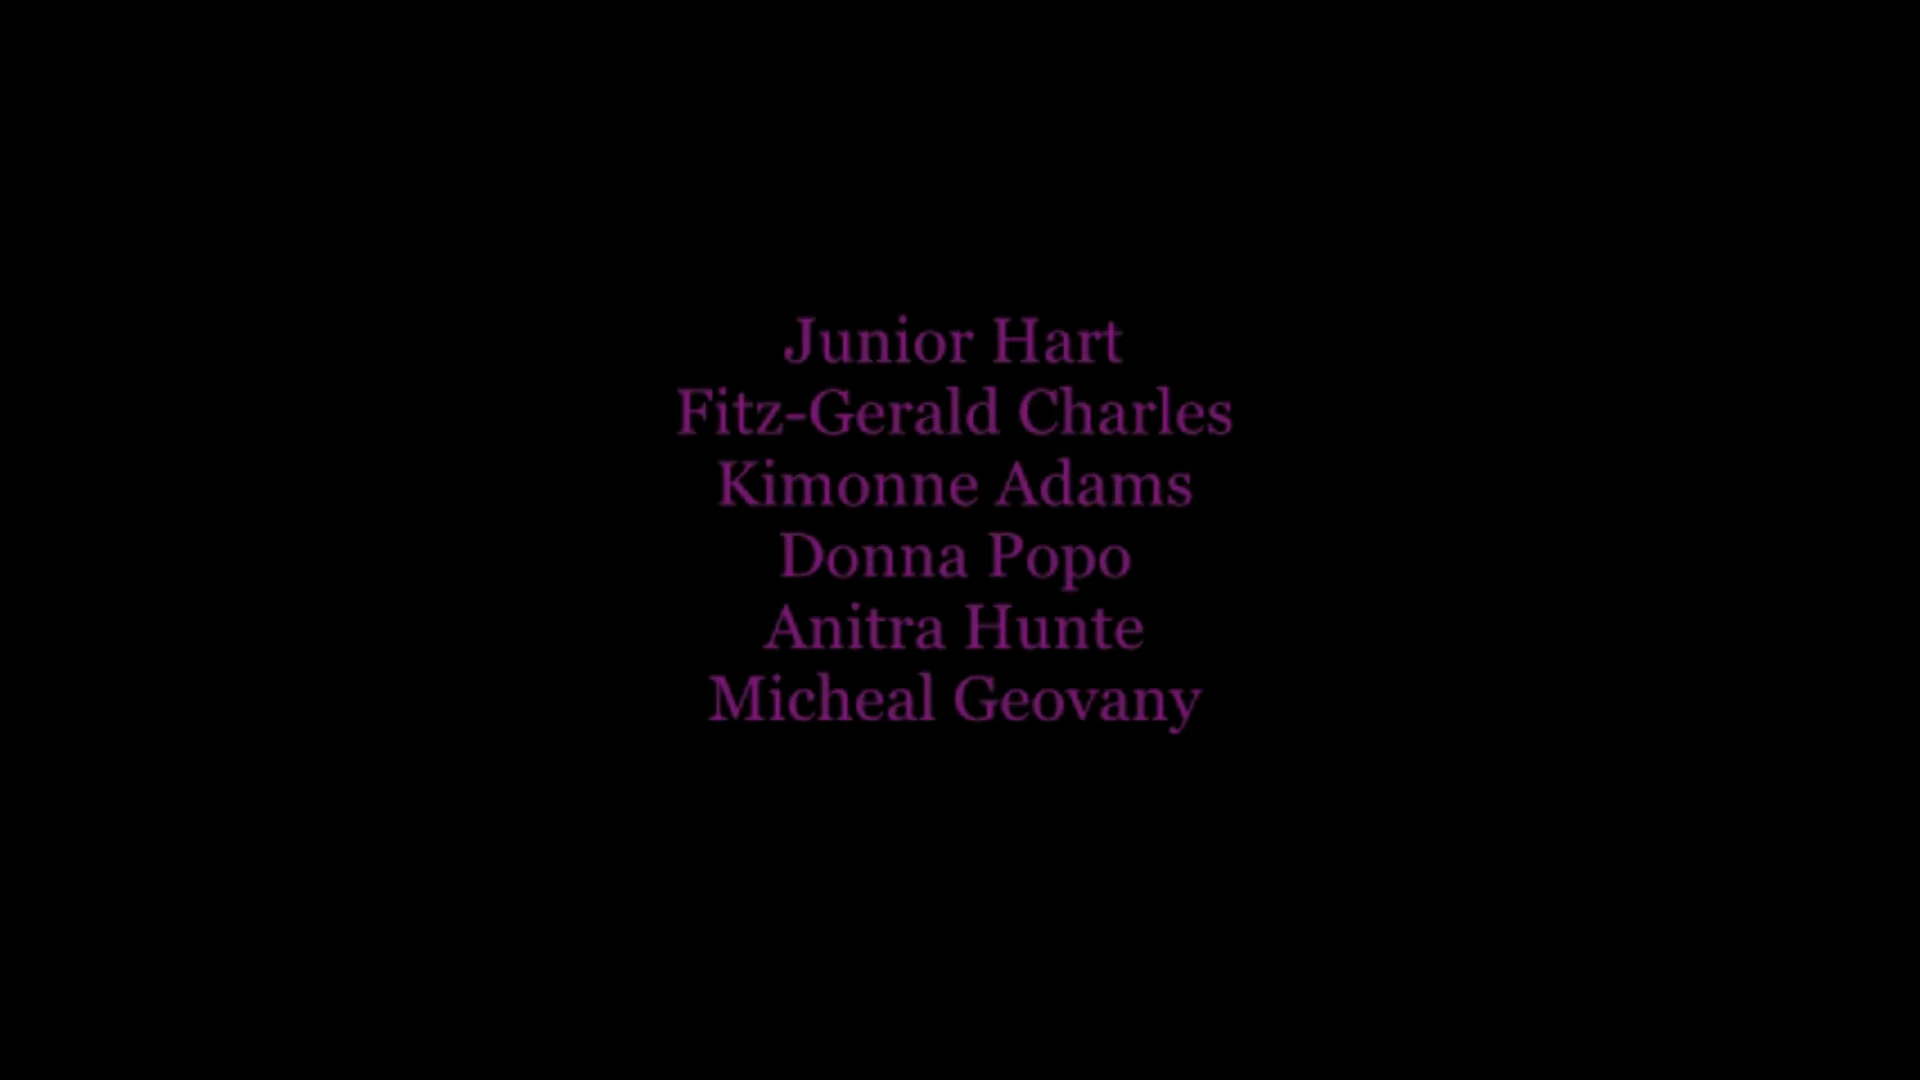 Junior Hart
Fitz-Gerald Charles
Kimonne Adams
Donna Popo
Anitra Hunte
Micheal Geovany